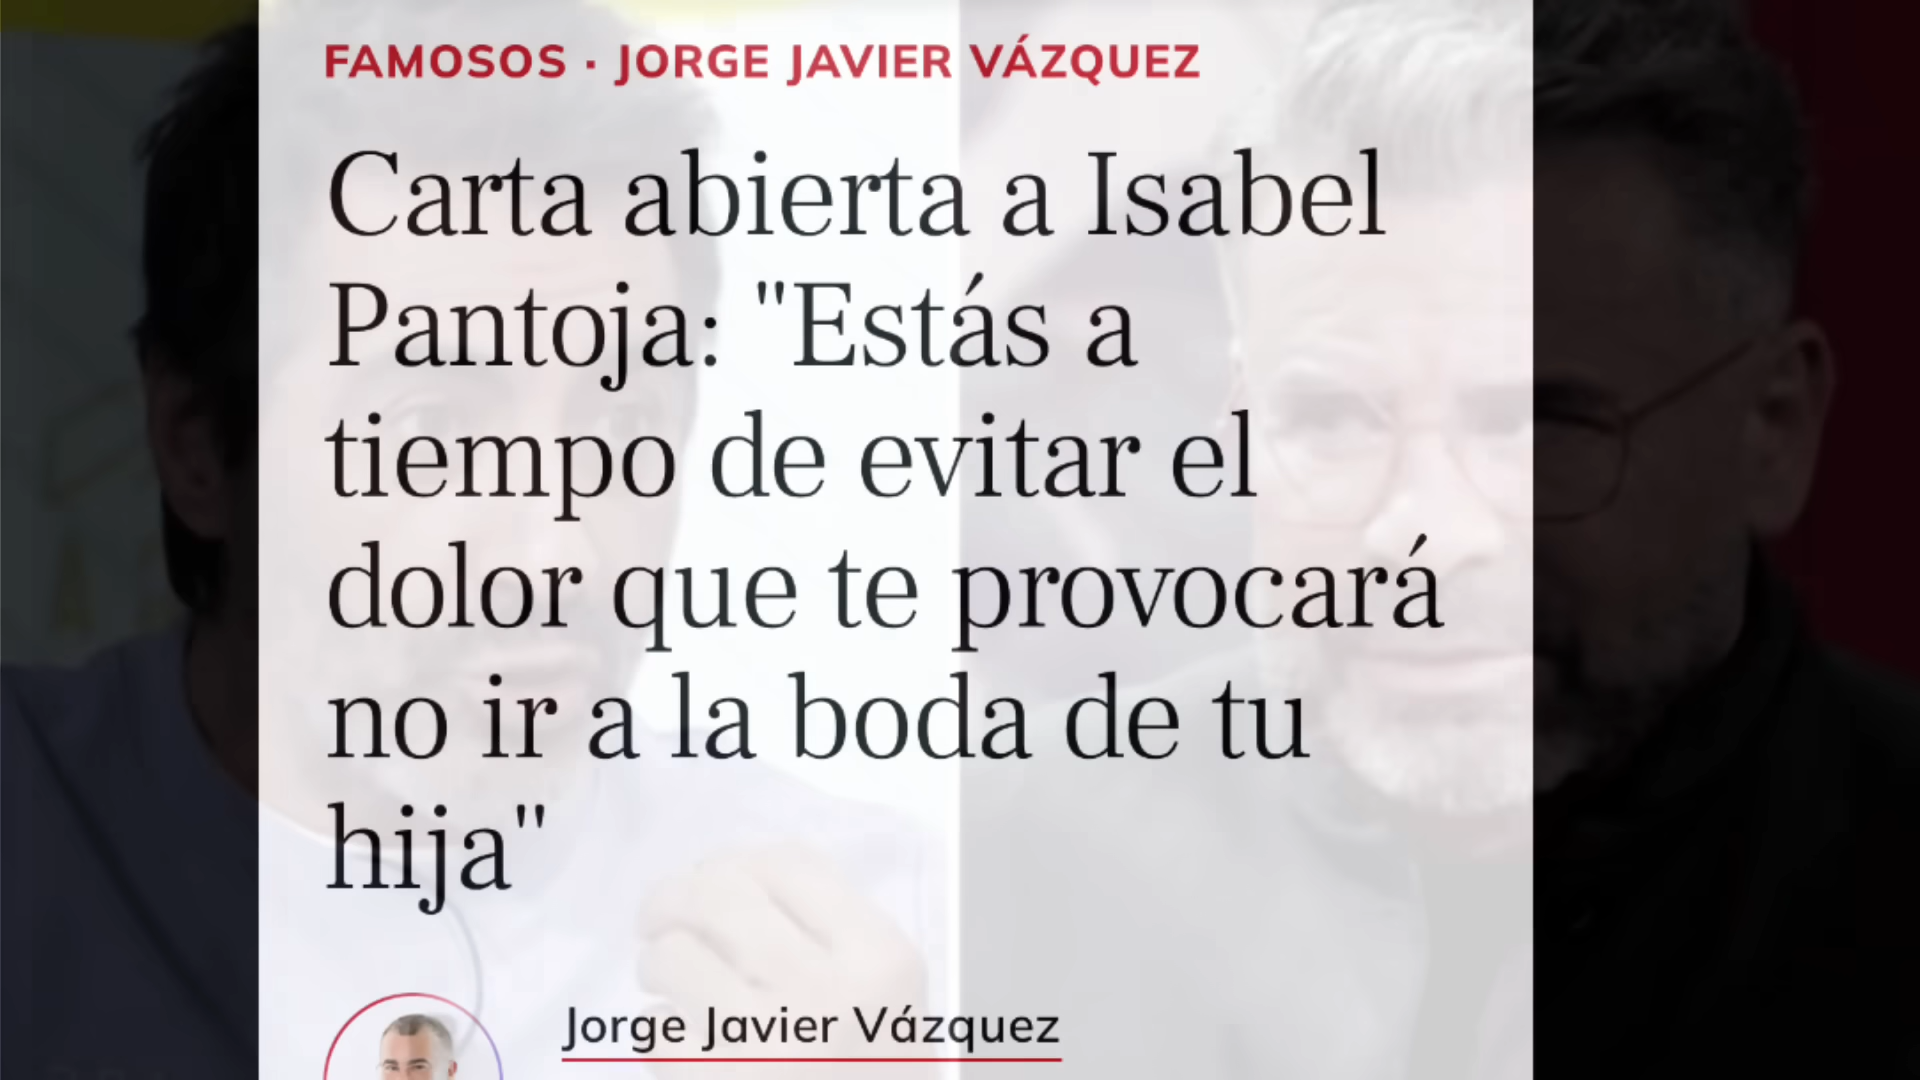 FAMOSOS · JORGE JAVIER VÁZQUEZ
Carta abierta a Isabel
Pantoja: "Estás a
tiempo de evitar el
dolor que te provocará
no ir a la boda de tu
hija"
Jorge Javier Vázquez